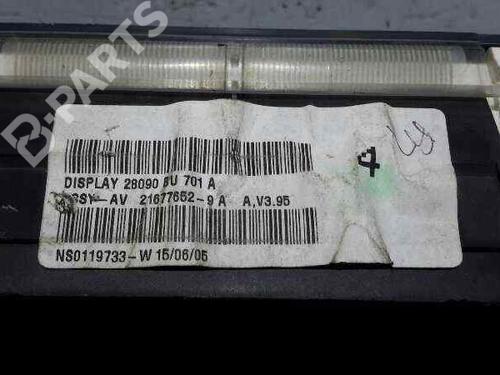 B-PARTS
DISPLAY 28090 BU 701 A
ASSY-AV 21677652-9 A A,V3.95
NS0119733-W 15/06/05
4